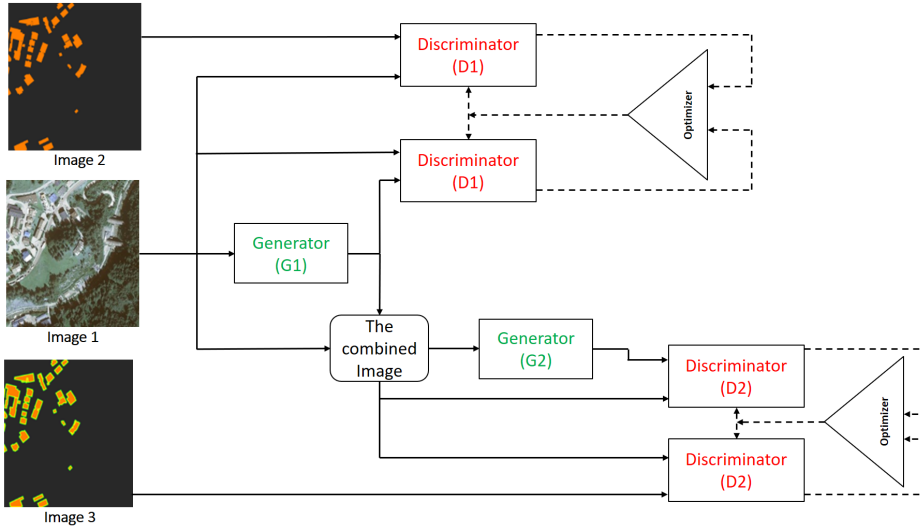 Discriminator
(D1)
Optimizer
Image 2
Discriminator
(D1)
Generator
(G1)
Image 1
The
combined
Image
Generator
(G2)
Discriminator
(D2)
Optimizer
Discriminator
(D2)
Image 3